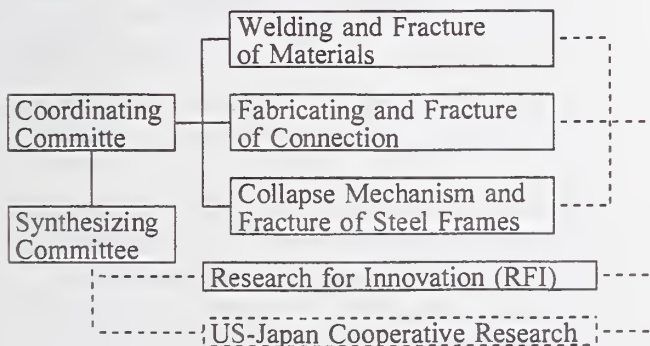 Welding and Fracture
of Materials
Coordinating
Committe
Fabricating and Fracture
of Connection
Collapse Mechanism and
Fracture of Steel Frames
Synthesizing
Committee
Research for Innovation (RFI)
US-Japan Cooperative Research